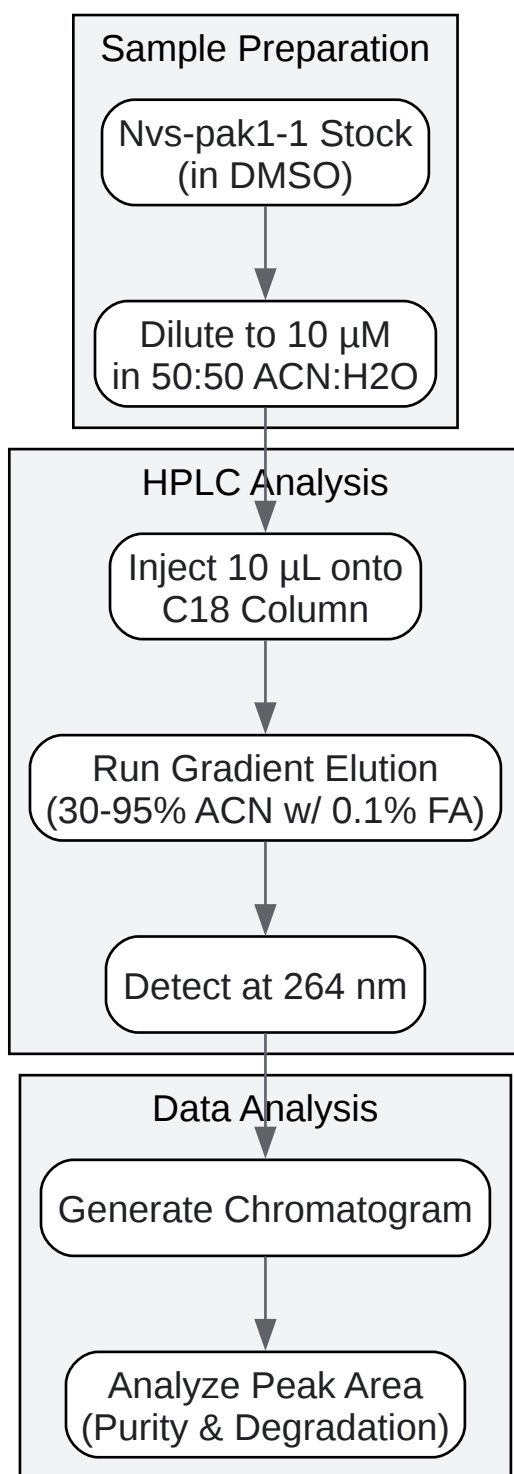 Sample Preparation
Nvs-pak1-1 Stock
(in DMSO)
Dilute to 10 µM
in 50:50 ACN:H2O
HPLC Analysis
Inject 10 µL onto
C18 Column
Run Gradient Elution
(30-95% ACN w/ 0.1% FA)
Detect at 264 nm
Data Analysis
Generate Chromatogram
Analyze Peak Area
(Purity & Degradation)